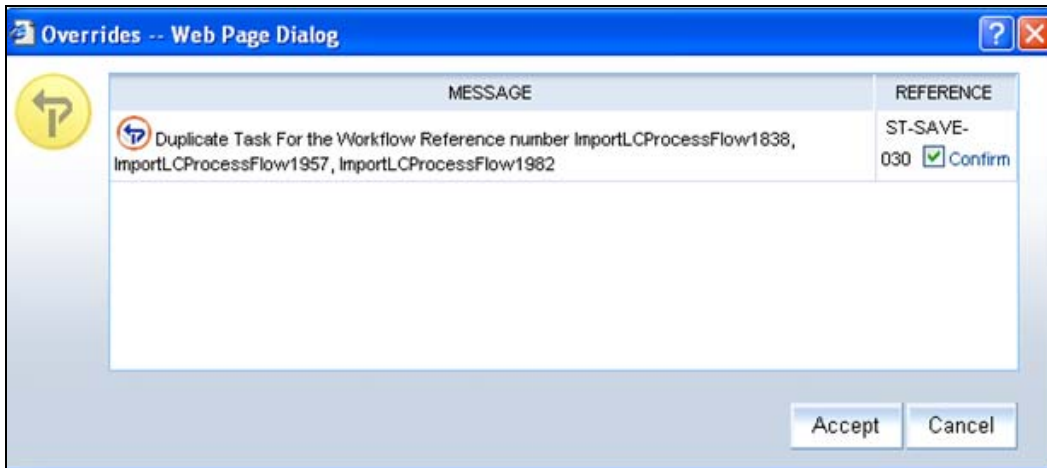 Overrides -- Web Page Dialog
MESSAGE
REFERENCE
Duplicate Task For the Workflow Reference number ImportLCProcessFlow1838,
ImportLCProcessFlow1957, ImportLCProcessFlow1982
ST-SAVE-
030 Confirm
Accept
Cancel